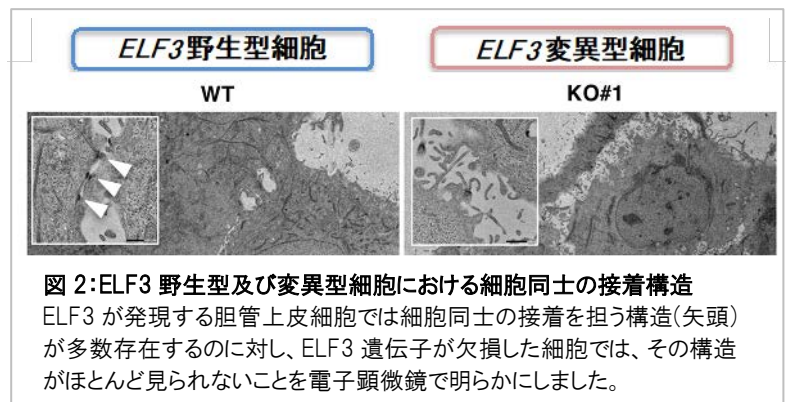 ELF3野生型細胞
ELF3変異型細胞
WT
KO#1
図 2:ELF3 野生型及び変異型細胞における細胞同士の接着構造
ELF3 が発現する胆管上皮細胞では細胞同士の接着を担う構造(矢頭)
が多数存在するのに対し、ELF3 遺伝子が欠損した細胞では、その構造
がほとんど見られないことを電子顕微鏡で明らかにしました。